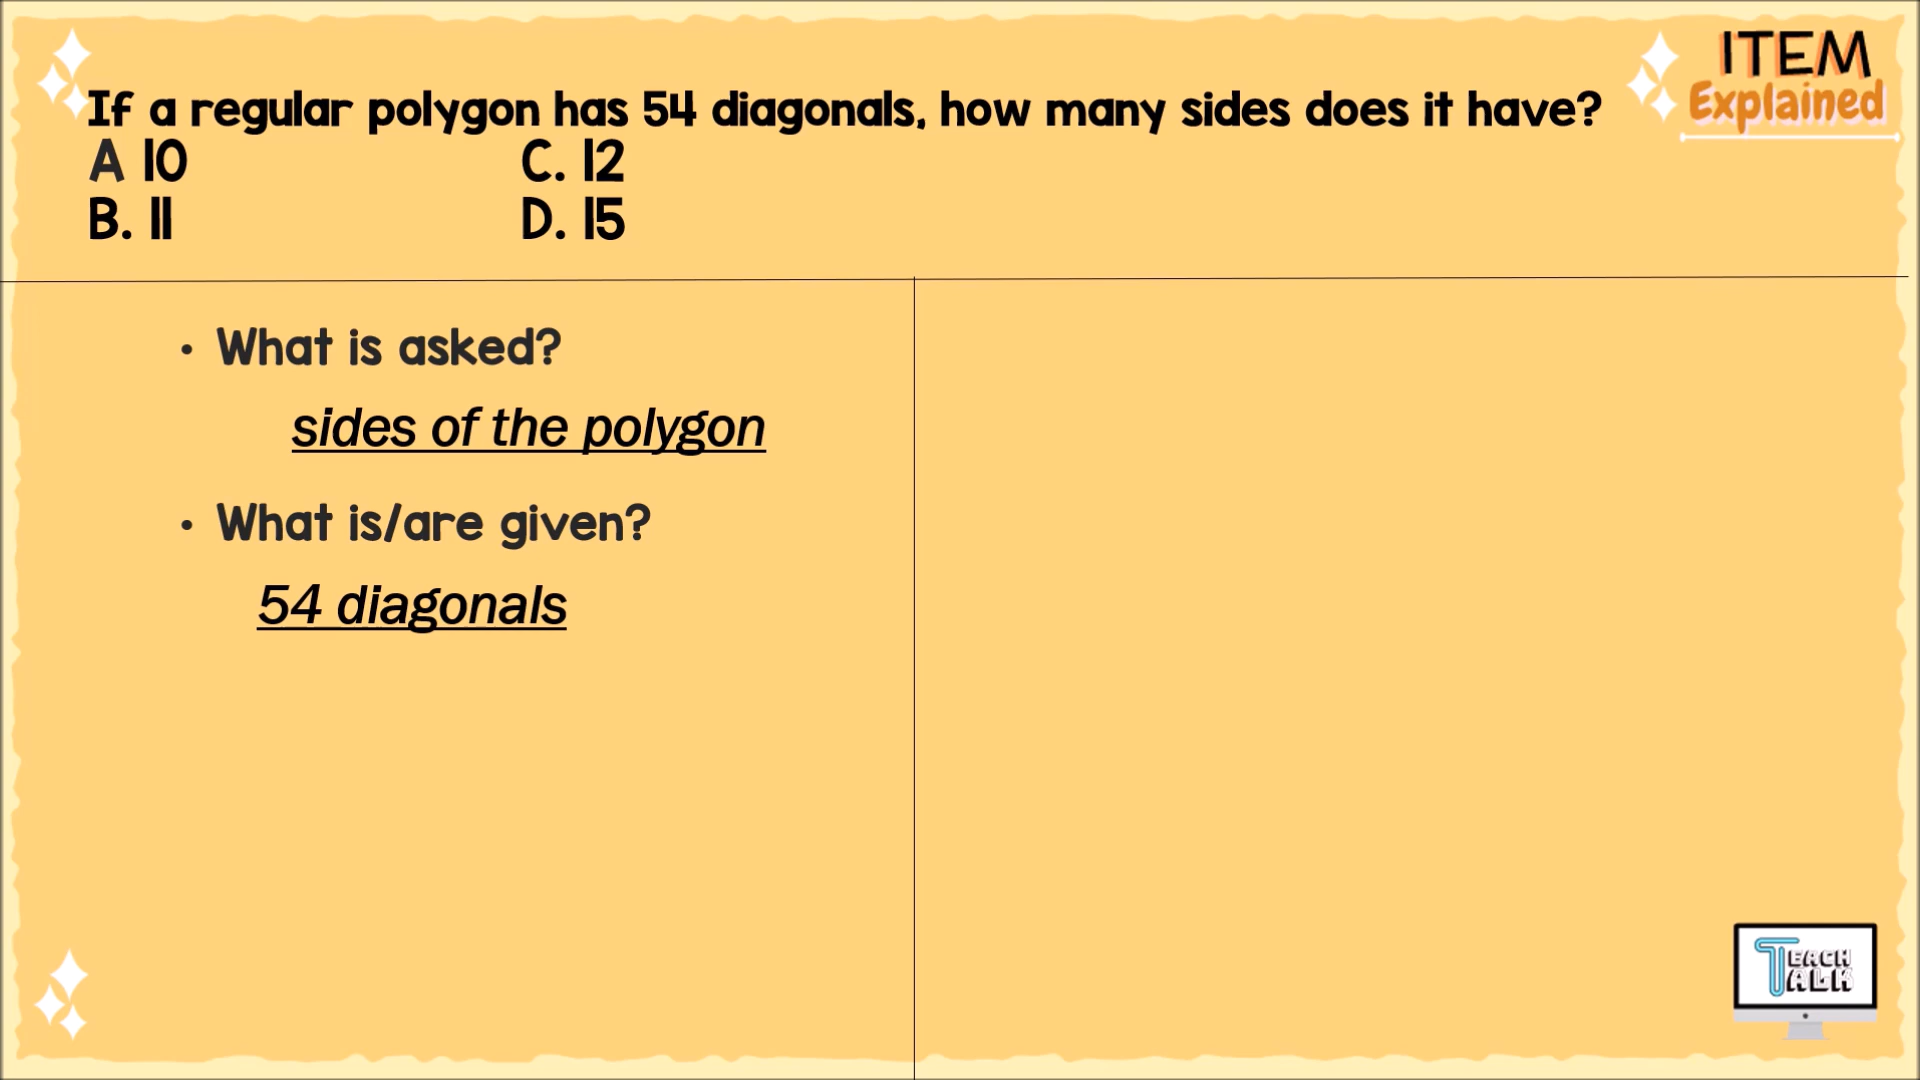 ITEM
Explained
If a regular polygon has 54 diagonals, how many sides does it have?
A 10 C. 12
B. 11 D. 15
• What is asked?
sides of the polygon
• What is/are given?
54 diagonals
TEACH
TALK